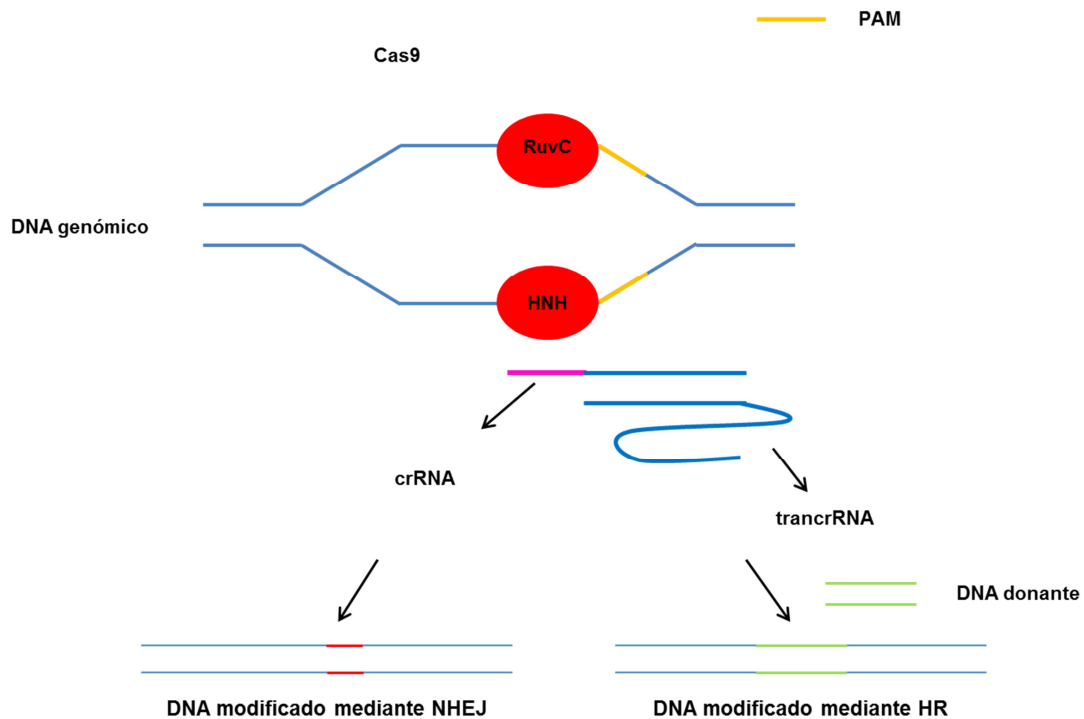 PAM
Cas9
RuvC
DNA genómico
HNH
crRNA
trancrRNA
DNA donante
DNA modificado mediante NHEJ
DNA modificado mediante HR